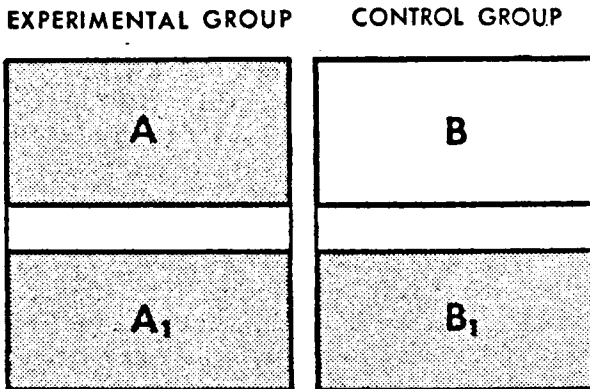 EXPERIMENTAL GROUP CONTROL GROUP
A B
A₁ B₁